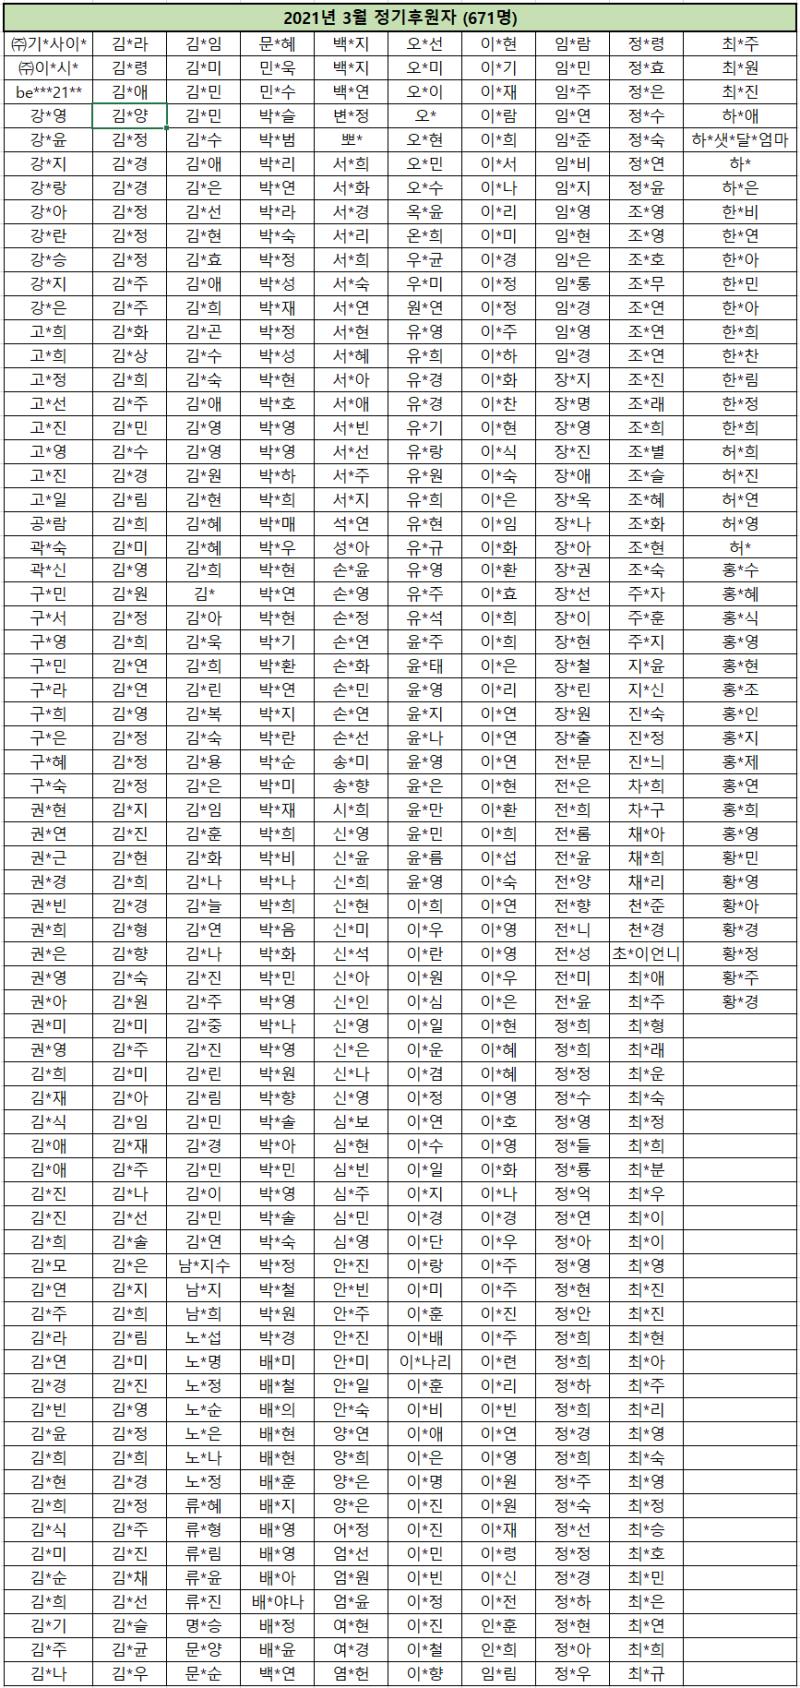 2021년 3월 정기후원자 (671명)
㈜기*사이* 김*라 김*임 문*혜 백*지 오*선 이*현 임*람 정*령 최*주
㈜이*시* 김*령 김*미 민*욱 백*지 오*미 이*기 임*민 정*효 최*원
be***21** 김*애 김*민 민*수 백*연 오*이 이*재 임*주 정*은 최*진
강*영 김*양 김*민 박*슬 변*정 오* 이*람 임*연 정*수 하*애
강*윤 김*정 김*수 박*범 뽀* 오*현 이*희 임*준 정*숙 하*샛*달*엄마
강*지 김*경 김*애 박*리 서*희 오*민 이*서 임*비 정*연 하*
강*랑 김*경 김*은 박*연 서*화 오*수 이*나 임*지 정*윤 하*은
강*아 김*정 김*선 박*라 서*경 옥*윤 이*리 임*영 조*영 한*비
강*란 김*정 김*현 박*숙 서*리 온*희 이*미 임*현 조*영 한*연
강*승 김*정 김*효 박*정 서*희 우*균 이*경 임*은 조*호 한*아
강*지 김*주 김*애 박*성 서*숙 우*미 이*정 임*롱 조*무 한*민
강*은 김*주 김*희 박*재 서*연 원*연 이*정 임*경 조*연 한*아
고*희 김*화 김*곤 박*정 서*현 유*영 이*주 임*영 조*연 한*희
고*희 김*상 김*수 박*성 서*혜 유*희 이*하 임*경 조*연 한*찬
고*정 김*희 김*숙 박*현 서*아 유*경 이*화 장*지 조*진 한*림
고*선 김*주 김*애 박*호 서*애 유*경 이*찬 장*명 조*래 한*정
고*진 김*민 김*영 박*영 서*빈 유*기 이*현 장*영 조*희 한*희
고*영 김*수 김*영 박*영 서*선 유*랑 이*식 장*진 조*별 허*희
고*진 김*경 김*원 박*하 서*주 유*원 이*숙 장*애 조*슬 허*진
고*일 김*림 김*현 박*희 서*지 유*희 이*은 장*옥 조*혜 허*연
공*람 김*희 김*혜 박*매 석*연 유*현 이*임 장*나 조*화 허*영
곽*숙 김*미 김*혜 박*우 성*아 유*규 이*화 장*아 조*현 허*
곽*신 김*영 김*희 박*현 손*윤 유*영 이*환 장*권 조*숙 홍*수
구*민 김*원 김* 박*연 손*영 유*주 이*효 장*선 주*자 홍*혜
구*서 김*정 김*아 박*현 손*정 유*석 이*희 장*이 주*훈 홍*식
구*영 김*희 김*욱 박*기 손*연 윤*주 이*희 장*현 주*지 홍*영
구*민 김*연 김*희 박*환 손*화 윤*태 이*은 장*철 지*윤 홍*현
구*라 김*연 김*린 박*연 손*민 윤*영 이*리 장*린 지*신 홍*조
구*희 김*영 김*복 박*지 손*연 윤*지 이*연 장*원 진*숙 홍*인
구*은 김*정 김*숙 박*란 손*선 윤*나 이*연 장*출 진*정 홍*지
구*혜 김*정 김*용 박*순 송*미 윤*영 이*연 전*문 진*늬 홍*제
구*숙 김*정 김*은 박*미 송*향 윤*은 이*현 전*은 차*희 홍*연
권*현 김*지 김*임 박*재 시*희 윤*만 이*환 전*희 차*구 홍*희
권*연 김*진 김*훈 박*희 신*영 윤*민 이*희 전*롬 채*아 홍*영
권*근 김*현 김*화 박*비 신*윤 윤*름 이*섭 전*윤 채*희 황*민
권*경 김*희 김*나 박*나 신*희 윤*영 이*숙 전*양 채*리 황*영
권*빈 김*경 김*늘 박*희 신*현 이*희 이*연 전*향 천*준 황*아
권*희 김*형 김*연 박*음 신*미 이*우 이*영 전*니 천*경 황*경
권*은 김*향 김*나 박*화 신*석 이*란 이*영 전*성 초*이언니 황*정
권*영 김*숙 김*진 박*민 신*아 이*원 이*우 전*미 최*애 황*주
권*아 김*원 김*주 박*영 신*인 이*심 이*은 전*윤 최*주 황*경
권*미 김*미 김*중 박*나 신*영 이*일 이*현 정*희 최*형
권*영 김*주 김*진 박*영 신*은 이*운 이*혜 정*희 최*래
김*희 김*미 김*린 박*원 신*나 이*겸 이*혜 정*정 최*운
김*재 김*아 김*림 박*향 신*영 이*정 이*영 정*수 최*숙
김*식 김*임 김*민 박*솔 심*보 이*연 이*호 정*영 최*정
김*애 김*재 김*경 박*아 심*현 이*수 이*영 정*들 최*희
김*애 김*주 김*민 박*민 심*빈 이*일 이*화 정*룡 최*분
김*진 김*나 김*이 박*영 심*주 이*지 이*나 정*억 최*우
김*진 김*선 김*민 박*솔 심*민 이*경 이*경 정*연 최*이
김*희 김*솔 김*연 박*숙 심*영 이*단 이*우 정*아 최*이
김*모 김*은 남*지수 박*정 안*진 이*랑 이*주 정*영 최*영
김*연 김*지 남*지 박*철 안*빈 이*미 이*주 정*현 최*진
김*주 김*희 남*희 박*원 안*주 이*훈 이*진 정*안 최*진
김*라 김*림 노*섭 박*경 안*진 이*배 이*주 정*희 최*현
김*연 김*미 노*명 배*미 안*미 이*나리 이*련 정*희 최*아
김*경 김*진 노*정 배*철 안*일 이*훈 이*리 정*하 최*주
김*빈 김*영 노*순 배*의 안*숙 이*비 이*빈 정*희 최*리
김*윤 김*정 노*은 배*현 양*연 이*애 이*연 정*경 최*영
김*희 김*희 노*나 배*현 양*희 이*은 이*영 정*희 최*숙
김*현 김*경 노*정 배*훈 양*은 이*명 이*원 정*주 최*영
김*희 김*정 류*혜 배*지 양*은 이*진 이*원 정*숙 최*정
김*식 김*주 류*형 배*영 어*정 이*진 이*재 정*선 최*승
김*미 김*진 류*림 배*영 엄*선 이*민 이*령 정*정 최*호
김*순 김*채 류*윤 배*아 엄*원 이*빈 이*신 정*경 최*민
김*희 김*선 류*진 배*야나 엄*윤 이*정 이*전 정*하 최*은
김*기 김*슬 명*승 배*정 여*현 이*진 인*훈 정*현 최*연
김*주 김*균 문*양 배*윤 여*경 이*철 인*희 정*아 최*희
김*나 김*우 문*순 백*연 염*헌 이*향 임*림 정*우 최*규